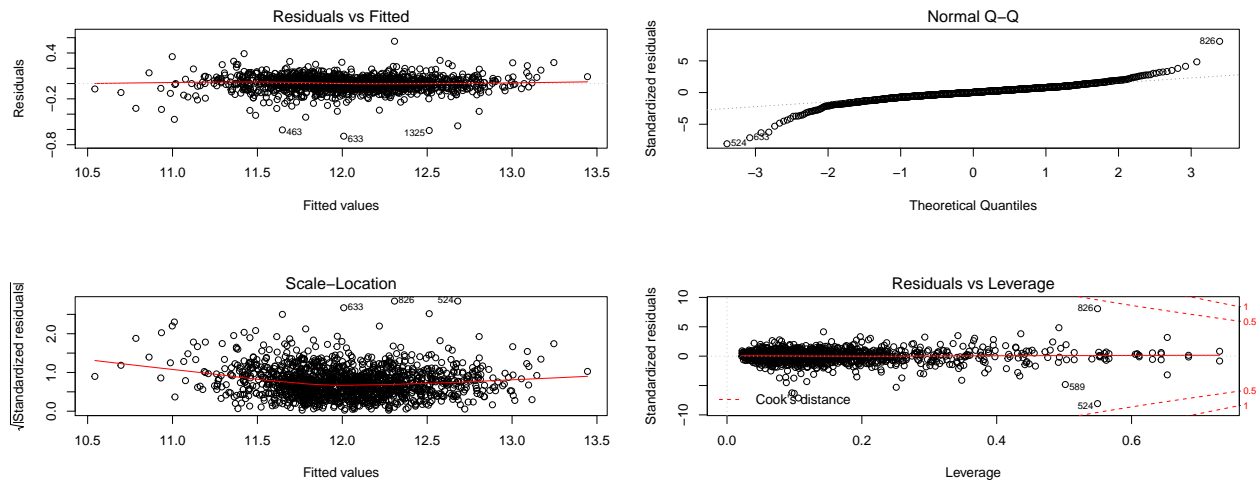 Residuals vs Fitted
Residuals
0.4
−0.2
−0.8
463
633
1325
10.5 11.0 11.5 12.0 12.5 13.0 13.5
Fitted values
Normal Q−Q
Standardized residuals
5
0
−5
826
633
524
−3 −2 −1 0 1 2 3
Theoretical Quantiles
Scale−Location
√|Standardized residuals|
2.0
1.0
0.0
633
826
524
10.5 11.0 11.5 12.0 12.5 13.0 13.5
Fitted values
Residuals vs Leverage
Standardized residuals
10
5
0
−5
−10
826
589
524
1
0.5
0.5
1
Cook's distance
0.0 0.2 0.4 0.6
Leverage